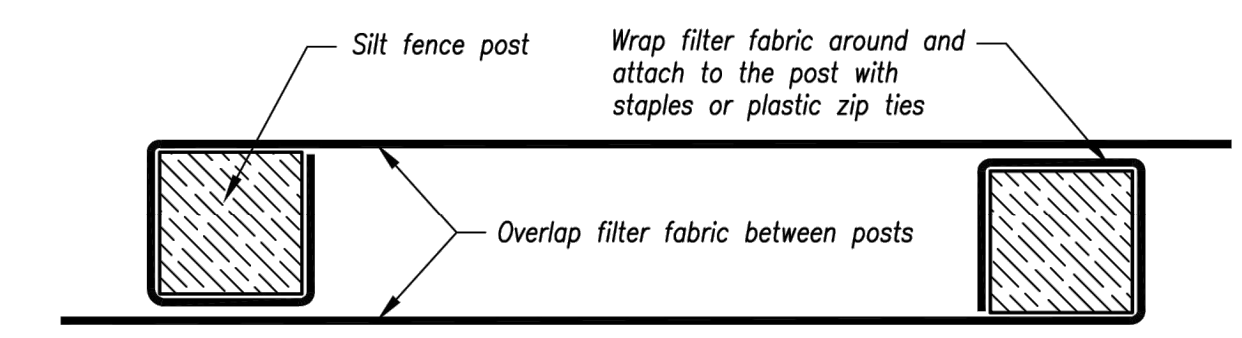 Silt fence post
Wrap filter fabric around and
attach to the post with
staples or plastic zip ties
Overlap filter fabric between posts